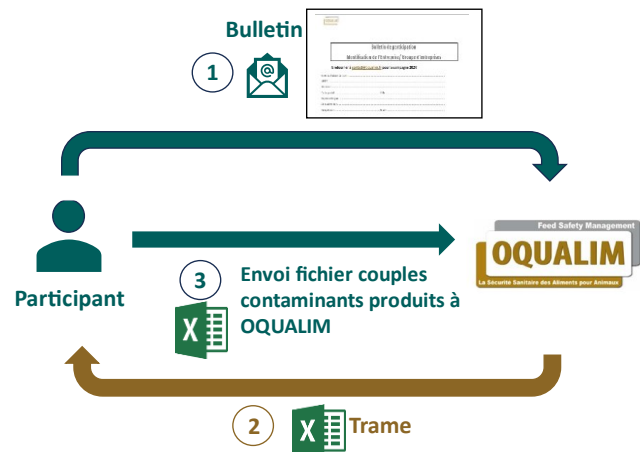 Bulletin
1
Bulletin de participation
Identification de l'Entreprise / Groupe d'entreprises
2024
Feed Safety Management
OQUALIM
La Sécurité Sanitaire des Aliments pour Animaux
Participant
3
Envoi fichier couples
contaminants produits à
OQUALIM
2
Trame